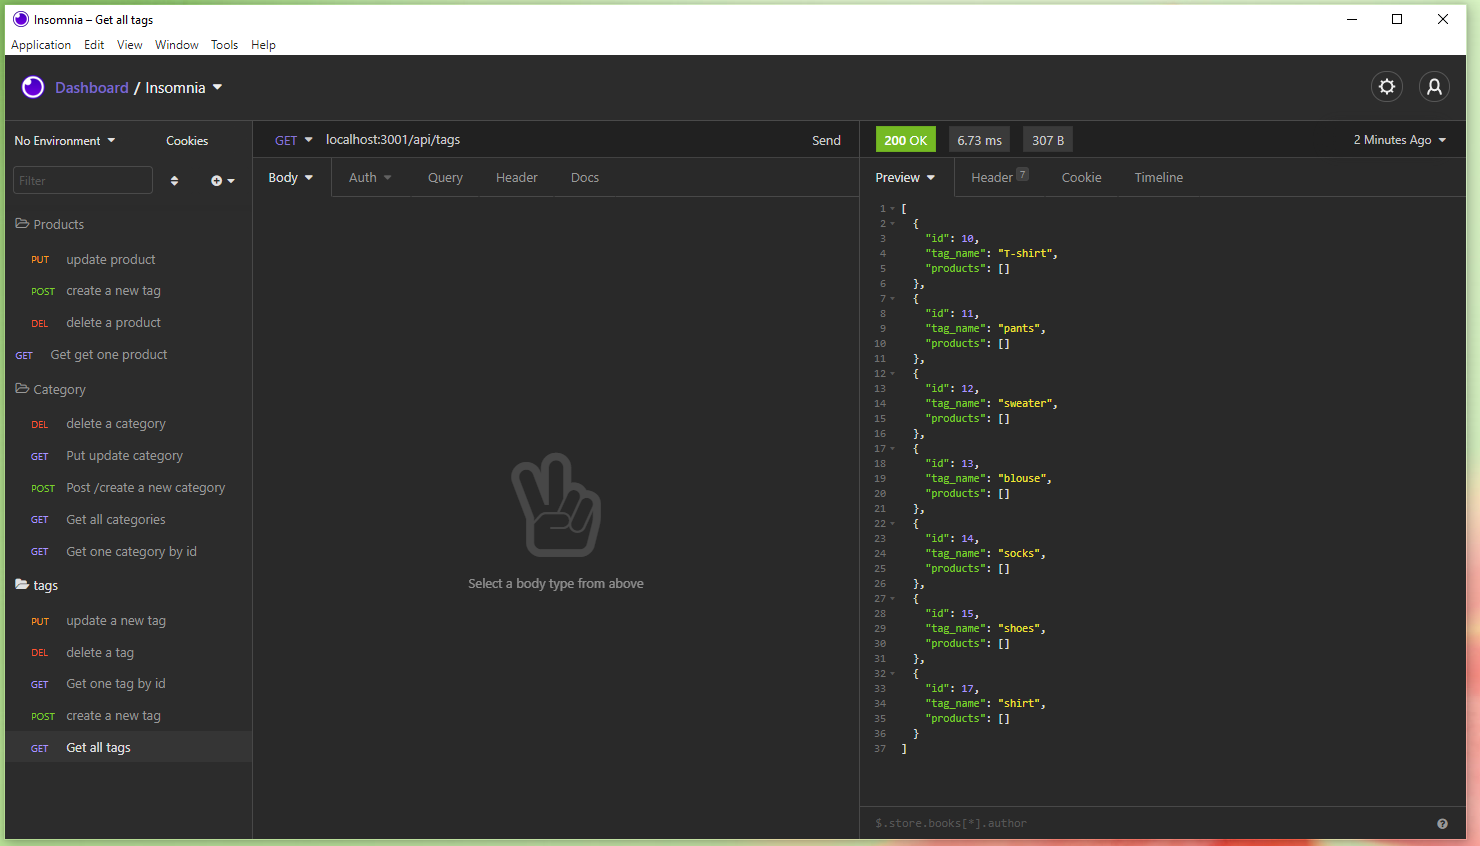 Insomnia – Get all tags
Application Edit View Window Tools Help
Dashboard / Insomnia
No Environment Cookies
Filter
Products
PUT update product
POST create a new tag
DEL delete a product
GET Get get one product
Category
DEL delete a category
GET Put update category
POST Post /create a new category
GET Get all categories
GET Get one category by id
tags
PUT update a new tag
DEL delete a tag
GET Get one tag by id
POST create a new tag
GET Get all tags
GET localhost:3001/api/tags Send
Body Auth Query Header Docs
Select a body type from above
200 OK 6.73 ms 307 B 2 Minutes Ago
Preview Header 7 Cookie Timeline
1 [
2 {
3 "id": 10,
4 "tag_name": "T-shirt",
5 "products": []
6 },
7 {
8 "id": 11,
9 "tag_name": "pants",
10 "products": []
11 },
12 {
13 "id": 12,
14 "tag_name": "sweater",
15 "products": []
16 },
17 {
18 "id": 13,
19 "tag_name": "blouse",
20 "products": []
21 },
22 {
23 "id": 14,
24 "tag_name": "socks",
25 "products": []
26 },
27 {
28 "id": 15,
29 "tag_name": "shoes",
30 "products": []
31 },
32 {
33 "id": 17,
34 "tag_name": "shirt",
35 "products": []
36 }
37 ]
$.store.books[*].author